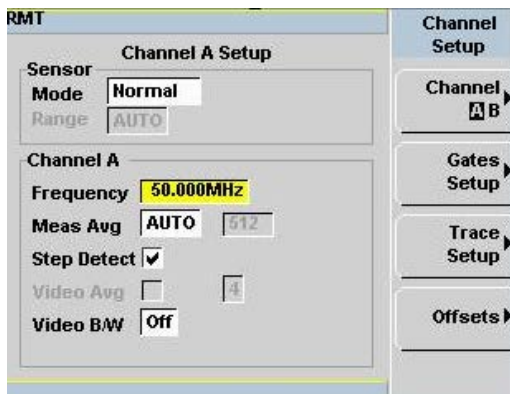 RMT
Channel A Setup
Sensor
Mode Normal
Range AUTO
Channel A
Frequency 50.000MHz
Meas Avg AUTO 512
Step Detect
Video Avg 4
Video B/W Off
Channel
Setup
Channel
A B
Gates
Setup
Trace
Setup
Offsets